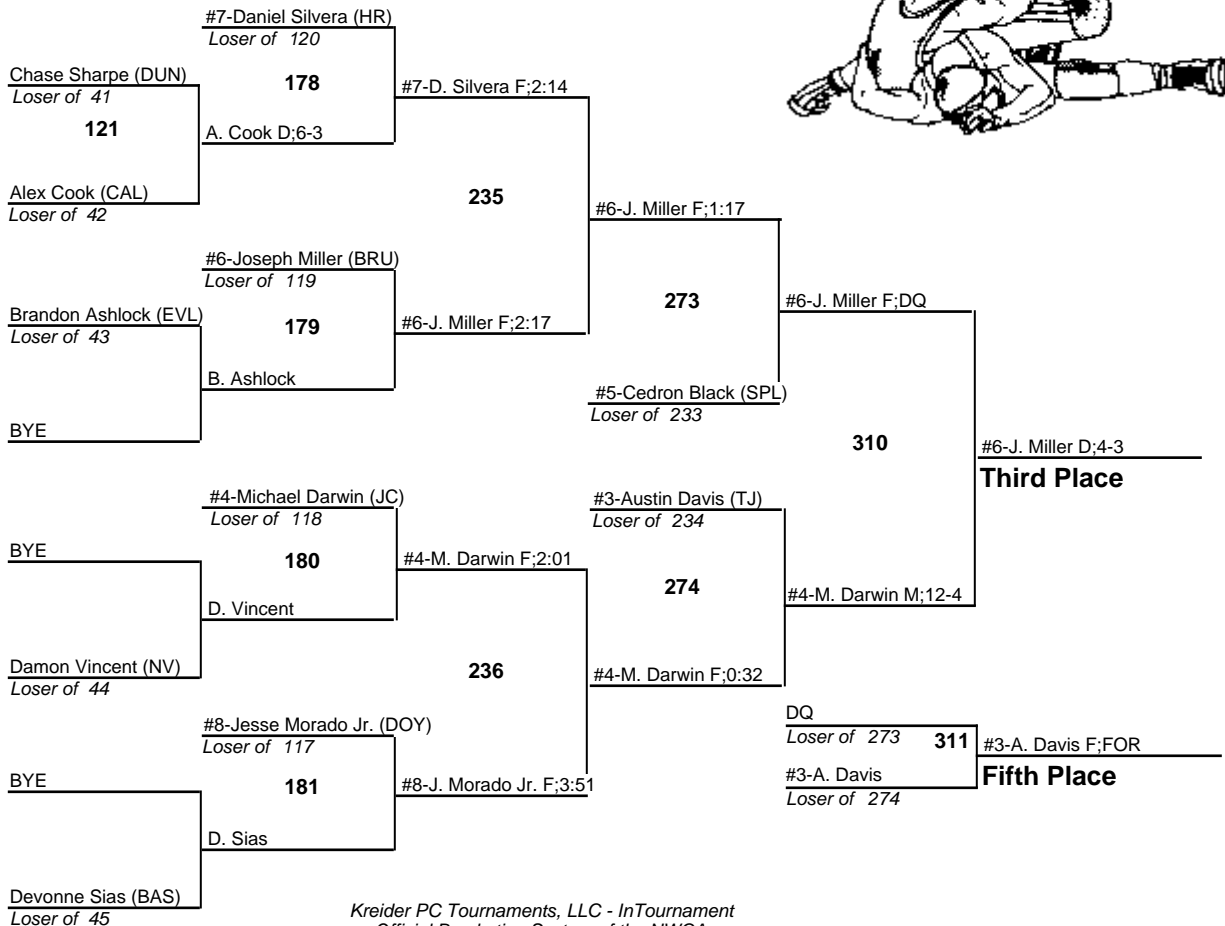 #7-Daniel Silvera (HR)
Loser of 120
Chase Sharpe (DUN)
Loser of 41
178
#7-D. Silvera F;2:14
121
A. Cook D;6-3
Alex Cook (CAL)
Loser of 42
235
#6-J. Miller F;1:17
#6-Joseph Miller (BRU)
Loser of 119
Brandon Ashlock (EVL)
Loser of 43
179
#6-J. Miller F;2:17
273
#6-J. Miller F;DQ
B. Ashlock
#5-Cedron Black (SPL)
Loser of 233
BYE
310
#6-J. Miller D;4-3
Third Place
#4-Michael Darwin (JC)
Loser of 118
#3-Austin Davis (TJ)
Loser of 234
BYE
180
#4-M. Darwin F;2:01
274
#4-M. Darwin M;12-4
D. Vincent
Damon Vincent (NV)
Loser of 44
236
#4-M. Darwin F;0:32
#8-Jesse Morado Jr. (DOY)
Loser of 117
DQ
Loser of 273
311
#3-A. Davis F;FOR
Fifth Place
#3-A. Davis
Loser of 274
BYE
181
#8-J. Morado Jr. F;3:51
D. Sias
Devonne Sias (BAS)
Loser of 45
Kreider PC Tournaments, LLC - InTournament